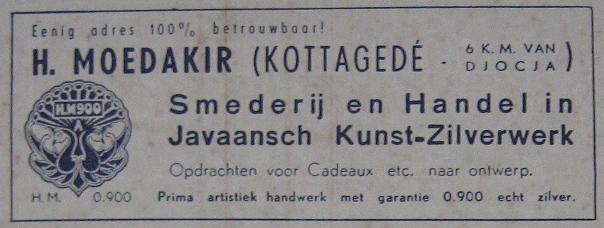 Eenig adres 100% betrouwbaar!
H. MOEDAKIR (KOTTAGEDÉ - 6 K.M. VAN DJOCJA)
H.M900
Smederij en Handel in
Javaansch Kunst-Zilverwerk
Opdrachten voor Cadeaux etc. naar ontwerp.
H. M. 0.900 Prima artistiek handwerk met garantie 0.900 echt zilver.